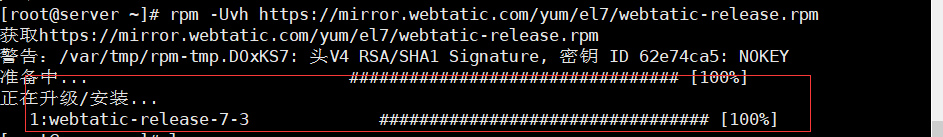 [root@server ~]# rpm -Uvh https://mirror.webtatic.com/yum/el7/webtatic-release.rpm
获取https://mirror.webtatic.com/yum/el7/webtatic-release.rpm
警告：/var/tmp/rpm-tmp.D0xKS7: 头V4 RSA/SHA1 Signature, 密钥 ID 62e74ca5: NOKEY
准备中... ################################# [100%]
正在升级/安装...
1:webtatic-release-7-3 ################################# [100%]